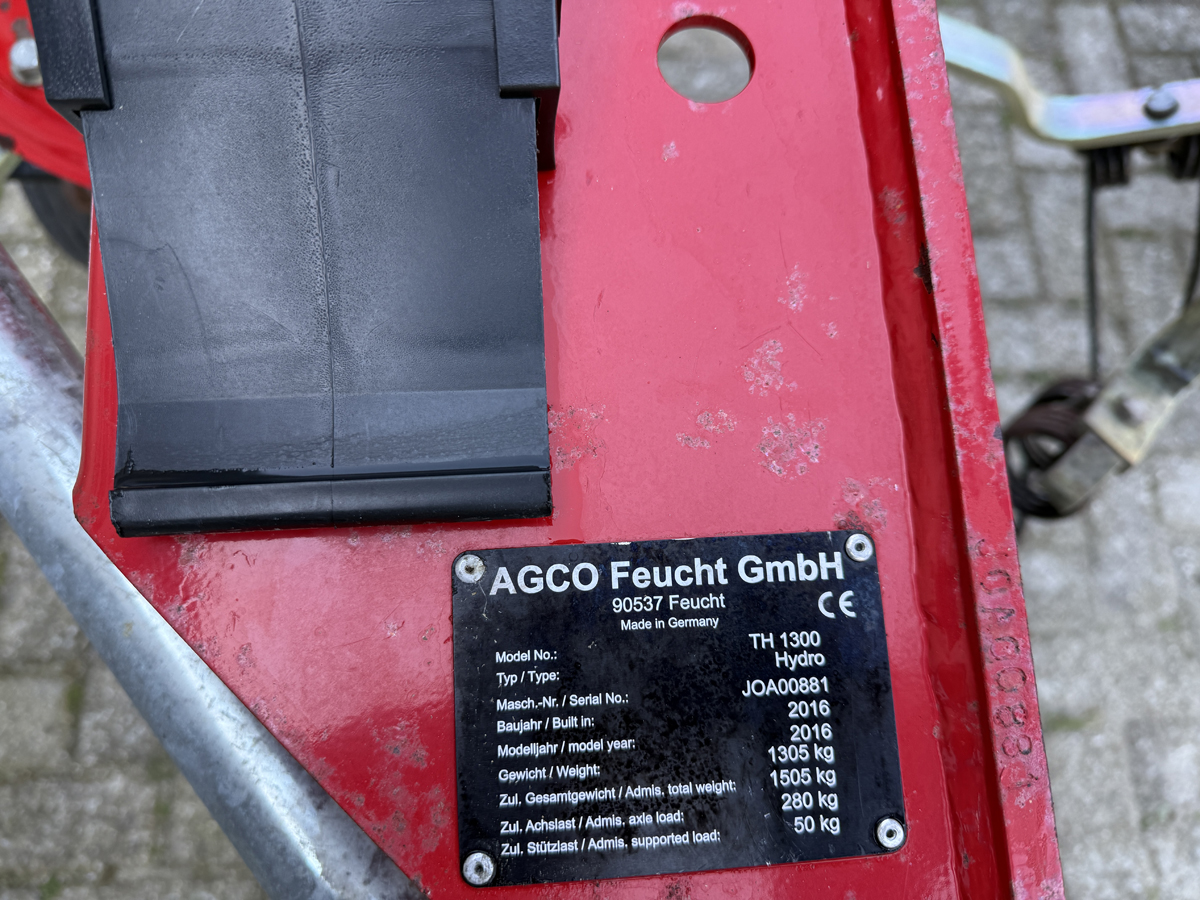 AGCO Feucht GmbH
90537 Feucht
Made in Germany
CE
Model No.: TH 1300
Typ / Type: Hydro
Masch.-Nr. / Serial No.: JOA00881
Baujahr / Built in: 2016
Modelljahr / model year: 2016
Gewicht / Weight: 1305 kg
Zul. Gesamtgewicht / Admis. total weight: 1505 kg
Zul. Achslast / Admis. axle load: 280 kg
Zul. Stützlast / Admis. supported load: 50 kg